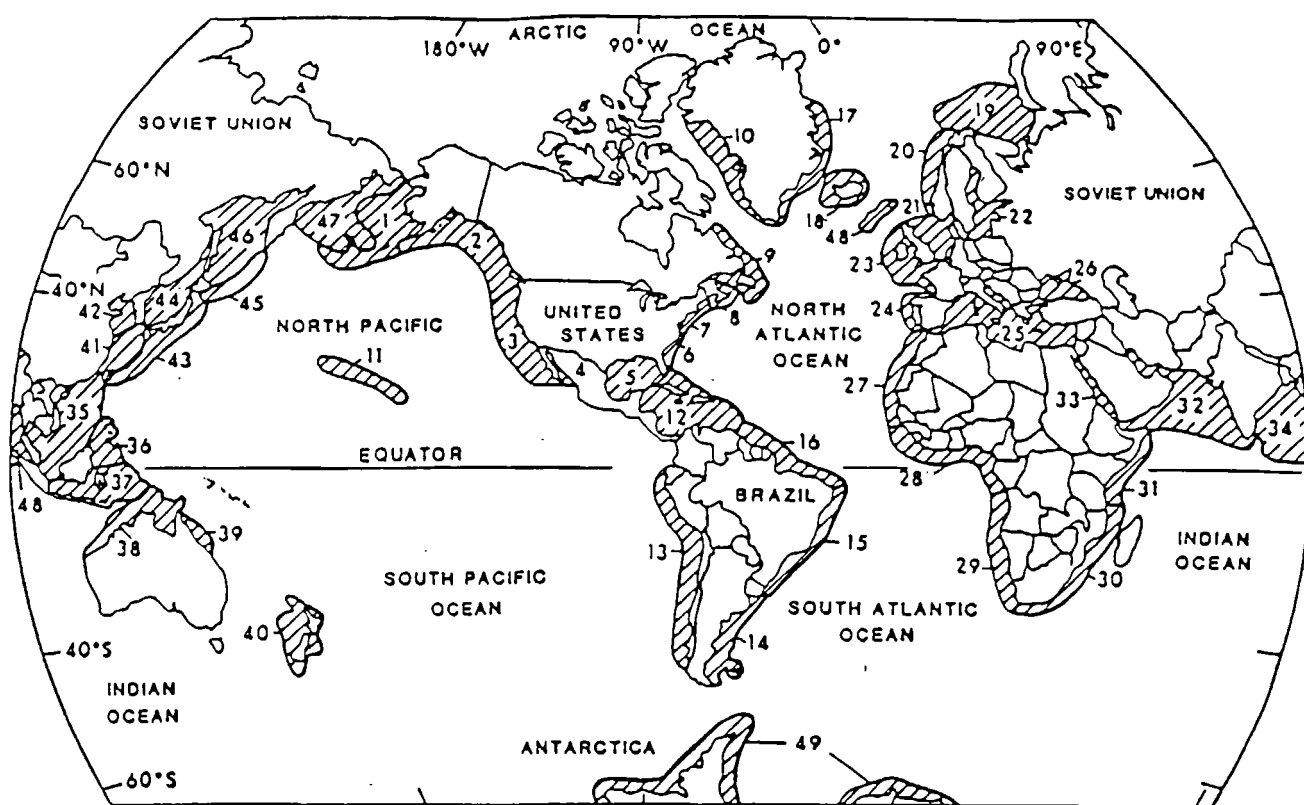 ARCTIC OCEAN
180°W 90°W 0° 90°E
SOVIET UNION
17
19
10
60°N
20
SOVIET UNION
47 1
18
21
22
46
2
48
9
23
26
40°N
44
45
42
UNITED
STATES
NORTH
ATLANTIC
OCEAN
24
8
NORTH PACIFIC
7
25
41
43
3
6
11
4
5
27
33
32
35
12
34
36
16
EQUATOR
28
37
48
BRAZIL
31
38
39
13
15
29
INDIAN
OCEAN
30
SOUTH PACIFIC
OCEAN
SOUTH ATLANTIC
OCEAN
40
14
40°S
INDIAN
OCEAN
ANTARCTICA
49
60°S